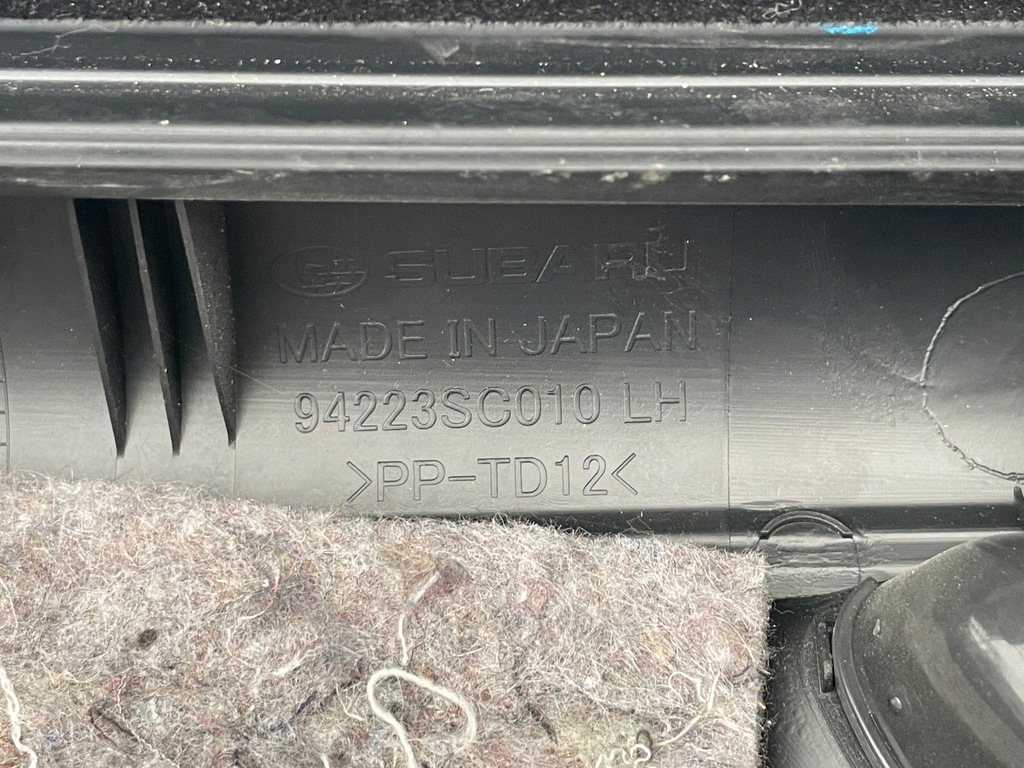 SUBARU
MADE IN JAPAN
94223SC010 LH
>PP-TD12<